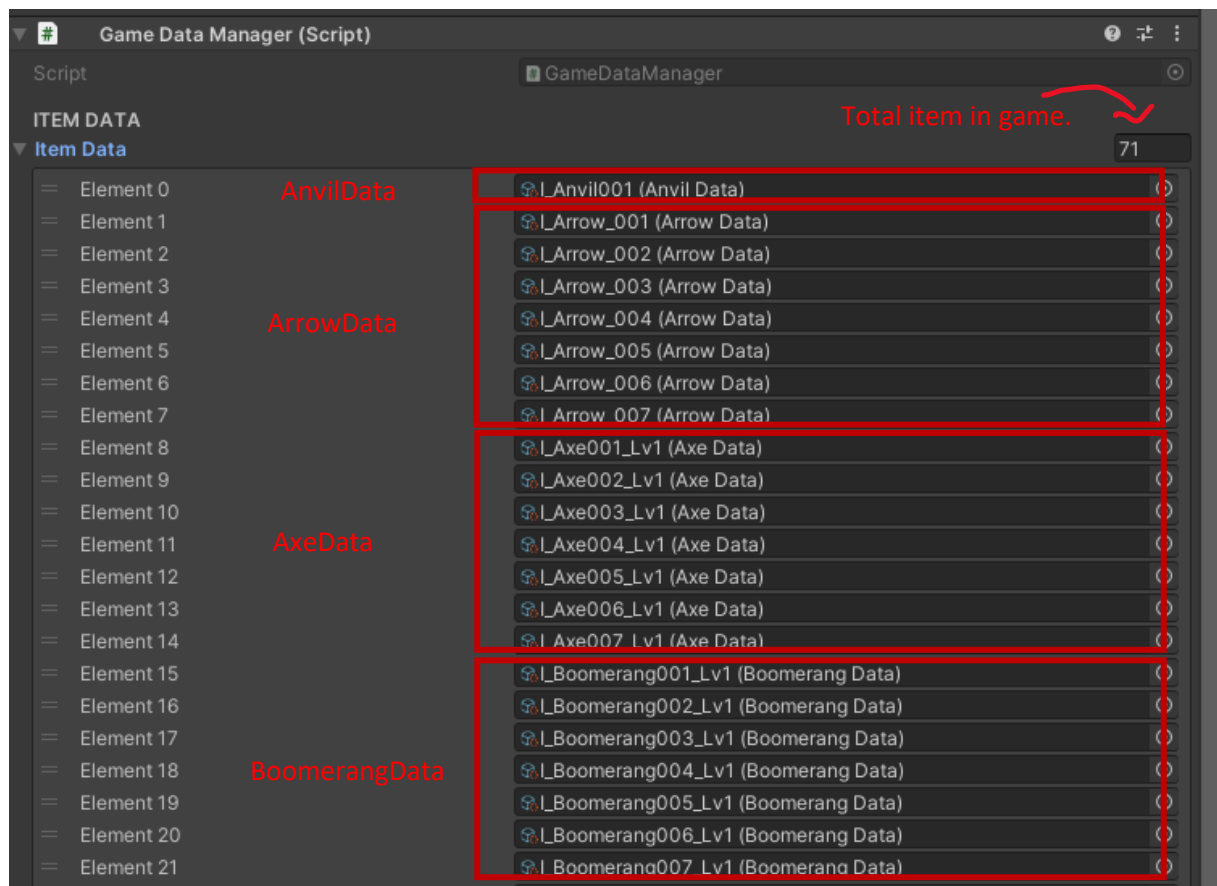 Game Data Manager (Script)
Script GameDataManager
Total item in game.
ITEM DATA
Item Data 71
Element 0 AnvilData I_Anvil001 (Anvil Data)
Element 1 I_Arrow_001 (Arrow Data)
Element 2 I_Arrow_002 (Arrow Data)
Element 3 I_Arrow_003 (Arrow Data)
Element 4 ArrowData I_Arrow_004 (Arrow Data)
Element 5 I_Arrow_005 (Arrow Data)
Element 6 I_Arrow_006 (Arrow Data)
Element 7 I_Arrow_007 (Arrow Data)
Element 8 I_Axe001_Lv1 (Axe Data)
Element 9 I_Axe002_Lv1 (Axe Data)
Element 10 I_Axe003_Lv1 (Axe Data)
Element 11 AxeData I_Axe004_Lv1 (Axe Data)
Element 12 I_Axe005_Lv1 (Axe Data)
Element 13 I_Axe006_Lv1 (Axe Data)
Element 14 I_Axe007_Lv1 (Axe Data)
Element 15 I_Boomerang001_Lv1 (Boomerang Data)
Element 16 I_Boomerang002_Lv1 (Boomerang Data)
Element 17 I_Boomerang003_Lv1 (Boomerang Data)
Element 18 BoomerangData I_Boomerang004_Lv1 (Boomerang Data)
Element 19 I_Boomerang005_Lv1 (Boomerang Data)
Element 20 I_Boomerang006_Lv1 (Boomerang Data)
Element 21 I_Boomerang007_Lv1 (Boomerang Data)